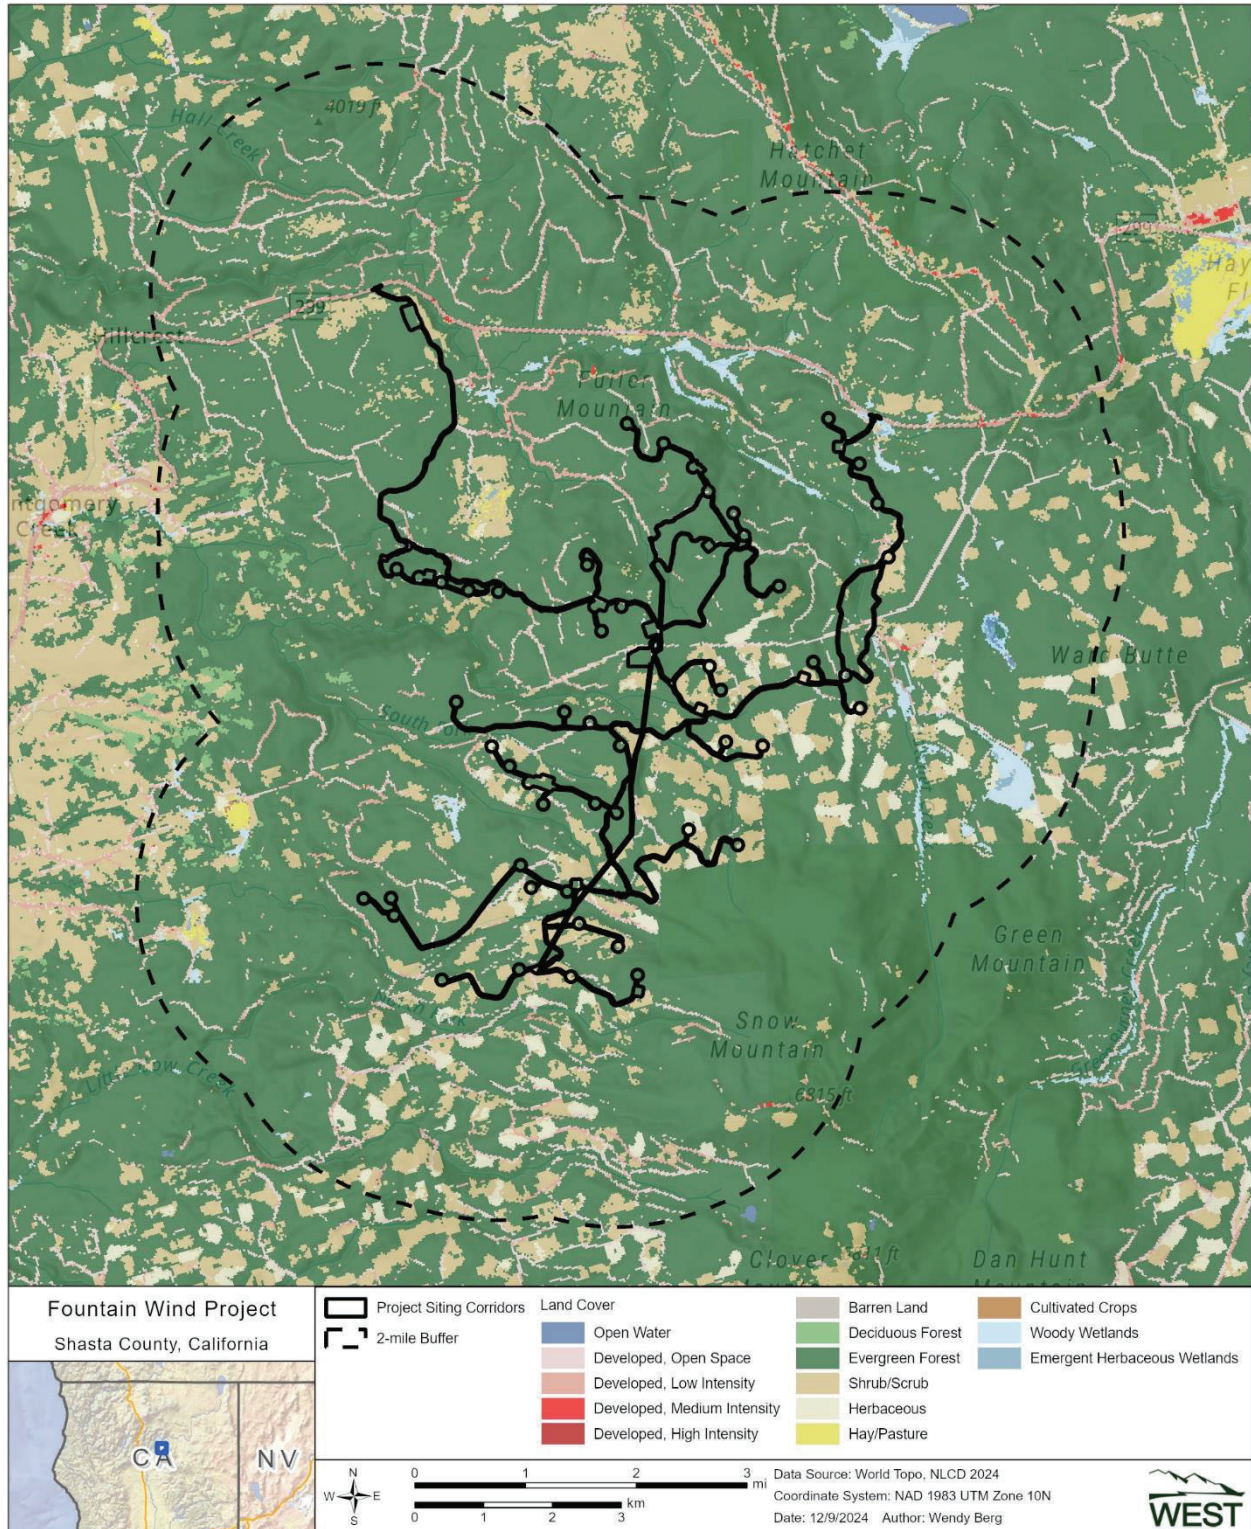 4019 ft
Hall Creek
Hatchet
Mountain
299
Hillcrest
Fuller
Mountain
Ward Butte
South Fork
Green
Mountain
Snow
Mountain
6815 ft
Clover
Dan Hunt
Mountain
Fountain Wind Project
Shasta County, California
CA
NV
Project Siting Corridors
2-mile Buffer
Land Cover
Open Water
Developed, Open Space
Developed, Low Intensity
Developed, Medium Intensity
Developed, High Intensity
Barren Land
Deciduous Forest
Evergreen Forest
Shrub/Scrub
Herbaceous
Hay/Pasture
Cultivated Crops
Woody Wetlands
Emergent Herbaceous Wetlands
N
W E
S
0 1 2 3 mi
0 1 2 3 km
Data Source: World Topo, NLCD 2024
Coordinate System: NAD 1983 UTM Zone 10N
Date: 12/9/2024 Author: Wendy Berg
WEST